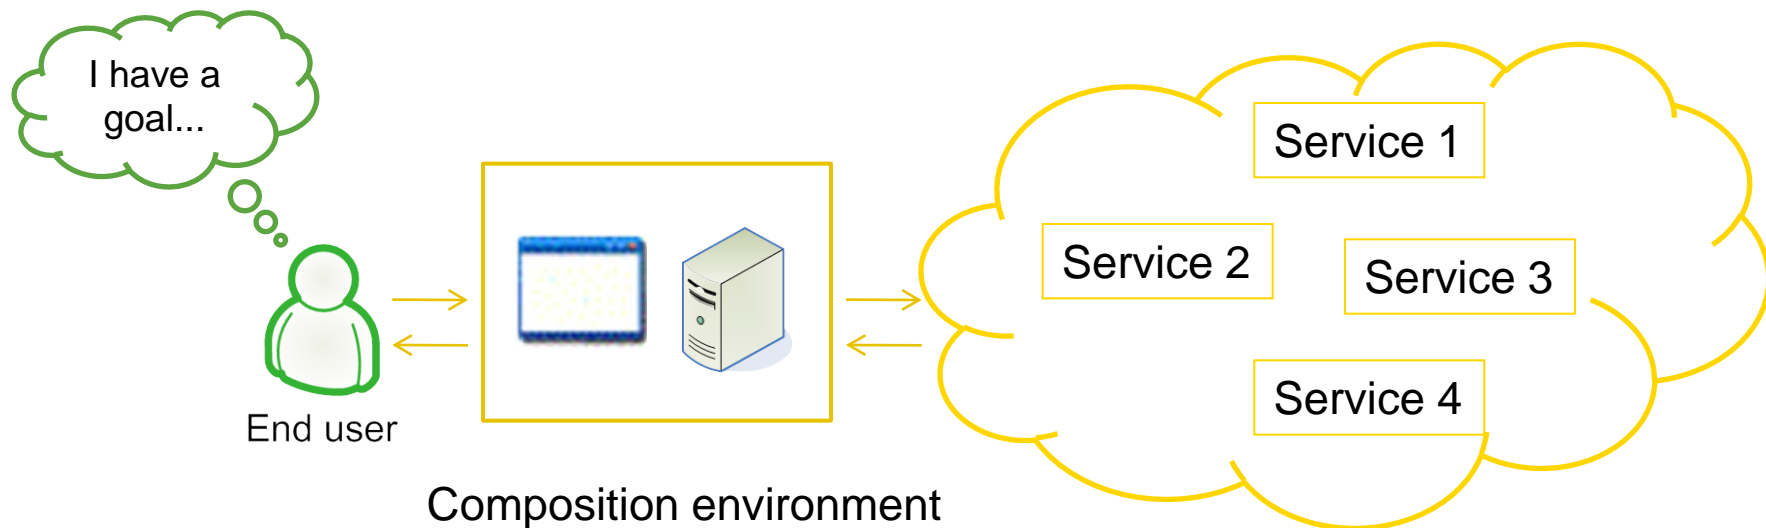 I have a
goal...
End user
Composition environment
Service 1
Service 2
Service 3
Service 4